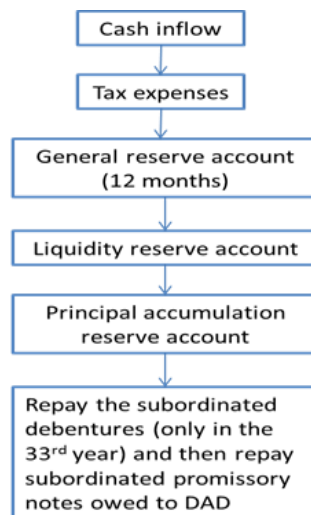 Cash inflow
Tax expenses
General reserve account
(12 months)
Liquidity reserve account
Principal accumulation
reserve account
Repay the subordinated
debentures (only in the
33rd year) and then repay
subordinated promissory
notes owed to DAD